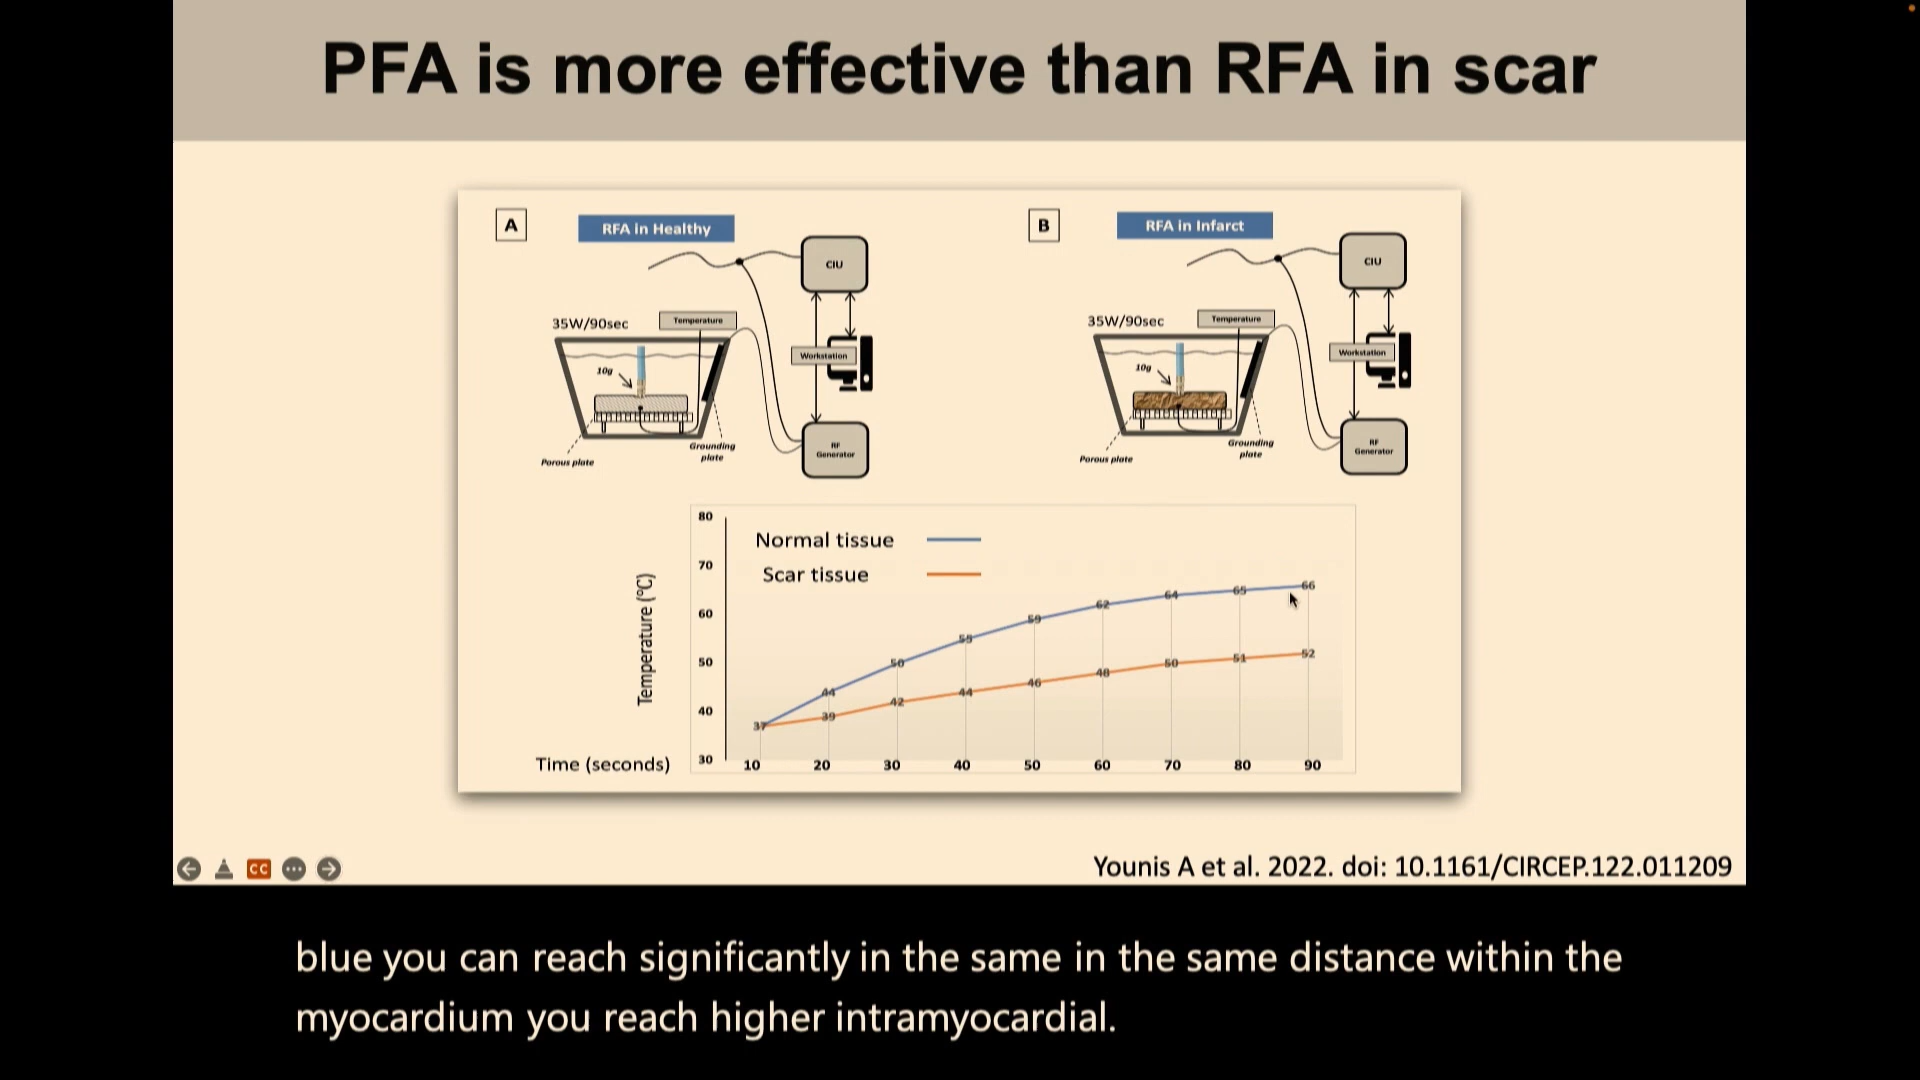 PFA is more effective than RFA in scar
A
RFA in Healthy
CIU
35W/90sec
Temperature
10g
Workstation
Grounding
plate
Porous plate
RF
Generator
B
RFA in Infarct
CIU
35W/90sec
Temperature
10g
Workstation
Grounding
plate
Porous plate
RF
Generator
80
70
60
50
40
30
Temperature (°C)
Normal tissue
Scar tissue
37
44
50
55
59
62
64
65
66
39
42
44
46
48
50
51
52
Time (seconds)
10 20 30 40 50 60 70 80 90
CC
Younis A et al. 2022. doi: 10.1161/CIRCEP.122.011209
blue you can reach significantly in the same in the same distance within the
myocardium you reach higher intramyocardial.